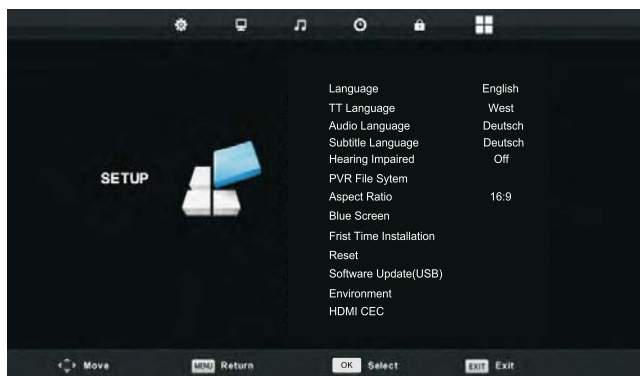 Language English
TT Language West
Audio Language Deutsch
Subtitle Language Deutsch
Hearing Impaired Off
SETUP
PVR File Sytem
Aspect Ratio 16:9
Blue Screen
Frist Time Installation
Reset
Software Update(USB)
Environment
HDMI CEC
Move MENU Return OK Select EXIT Exit